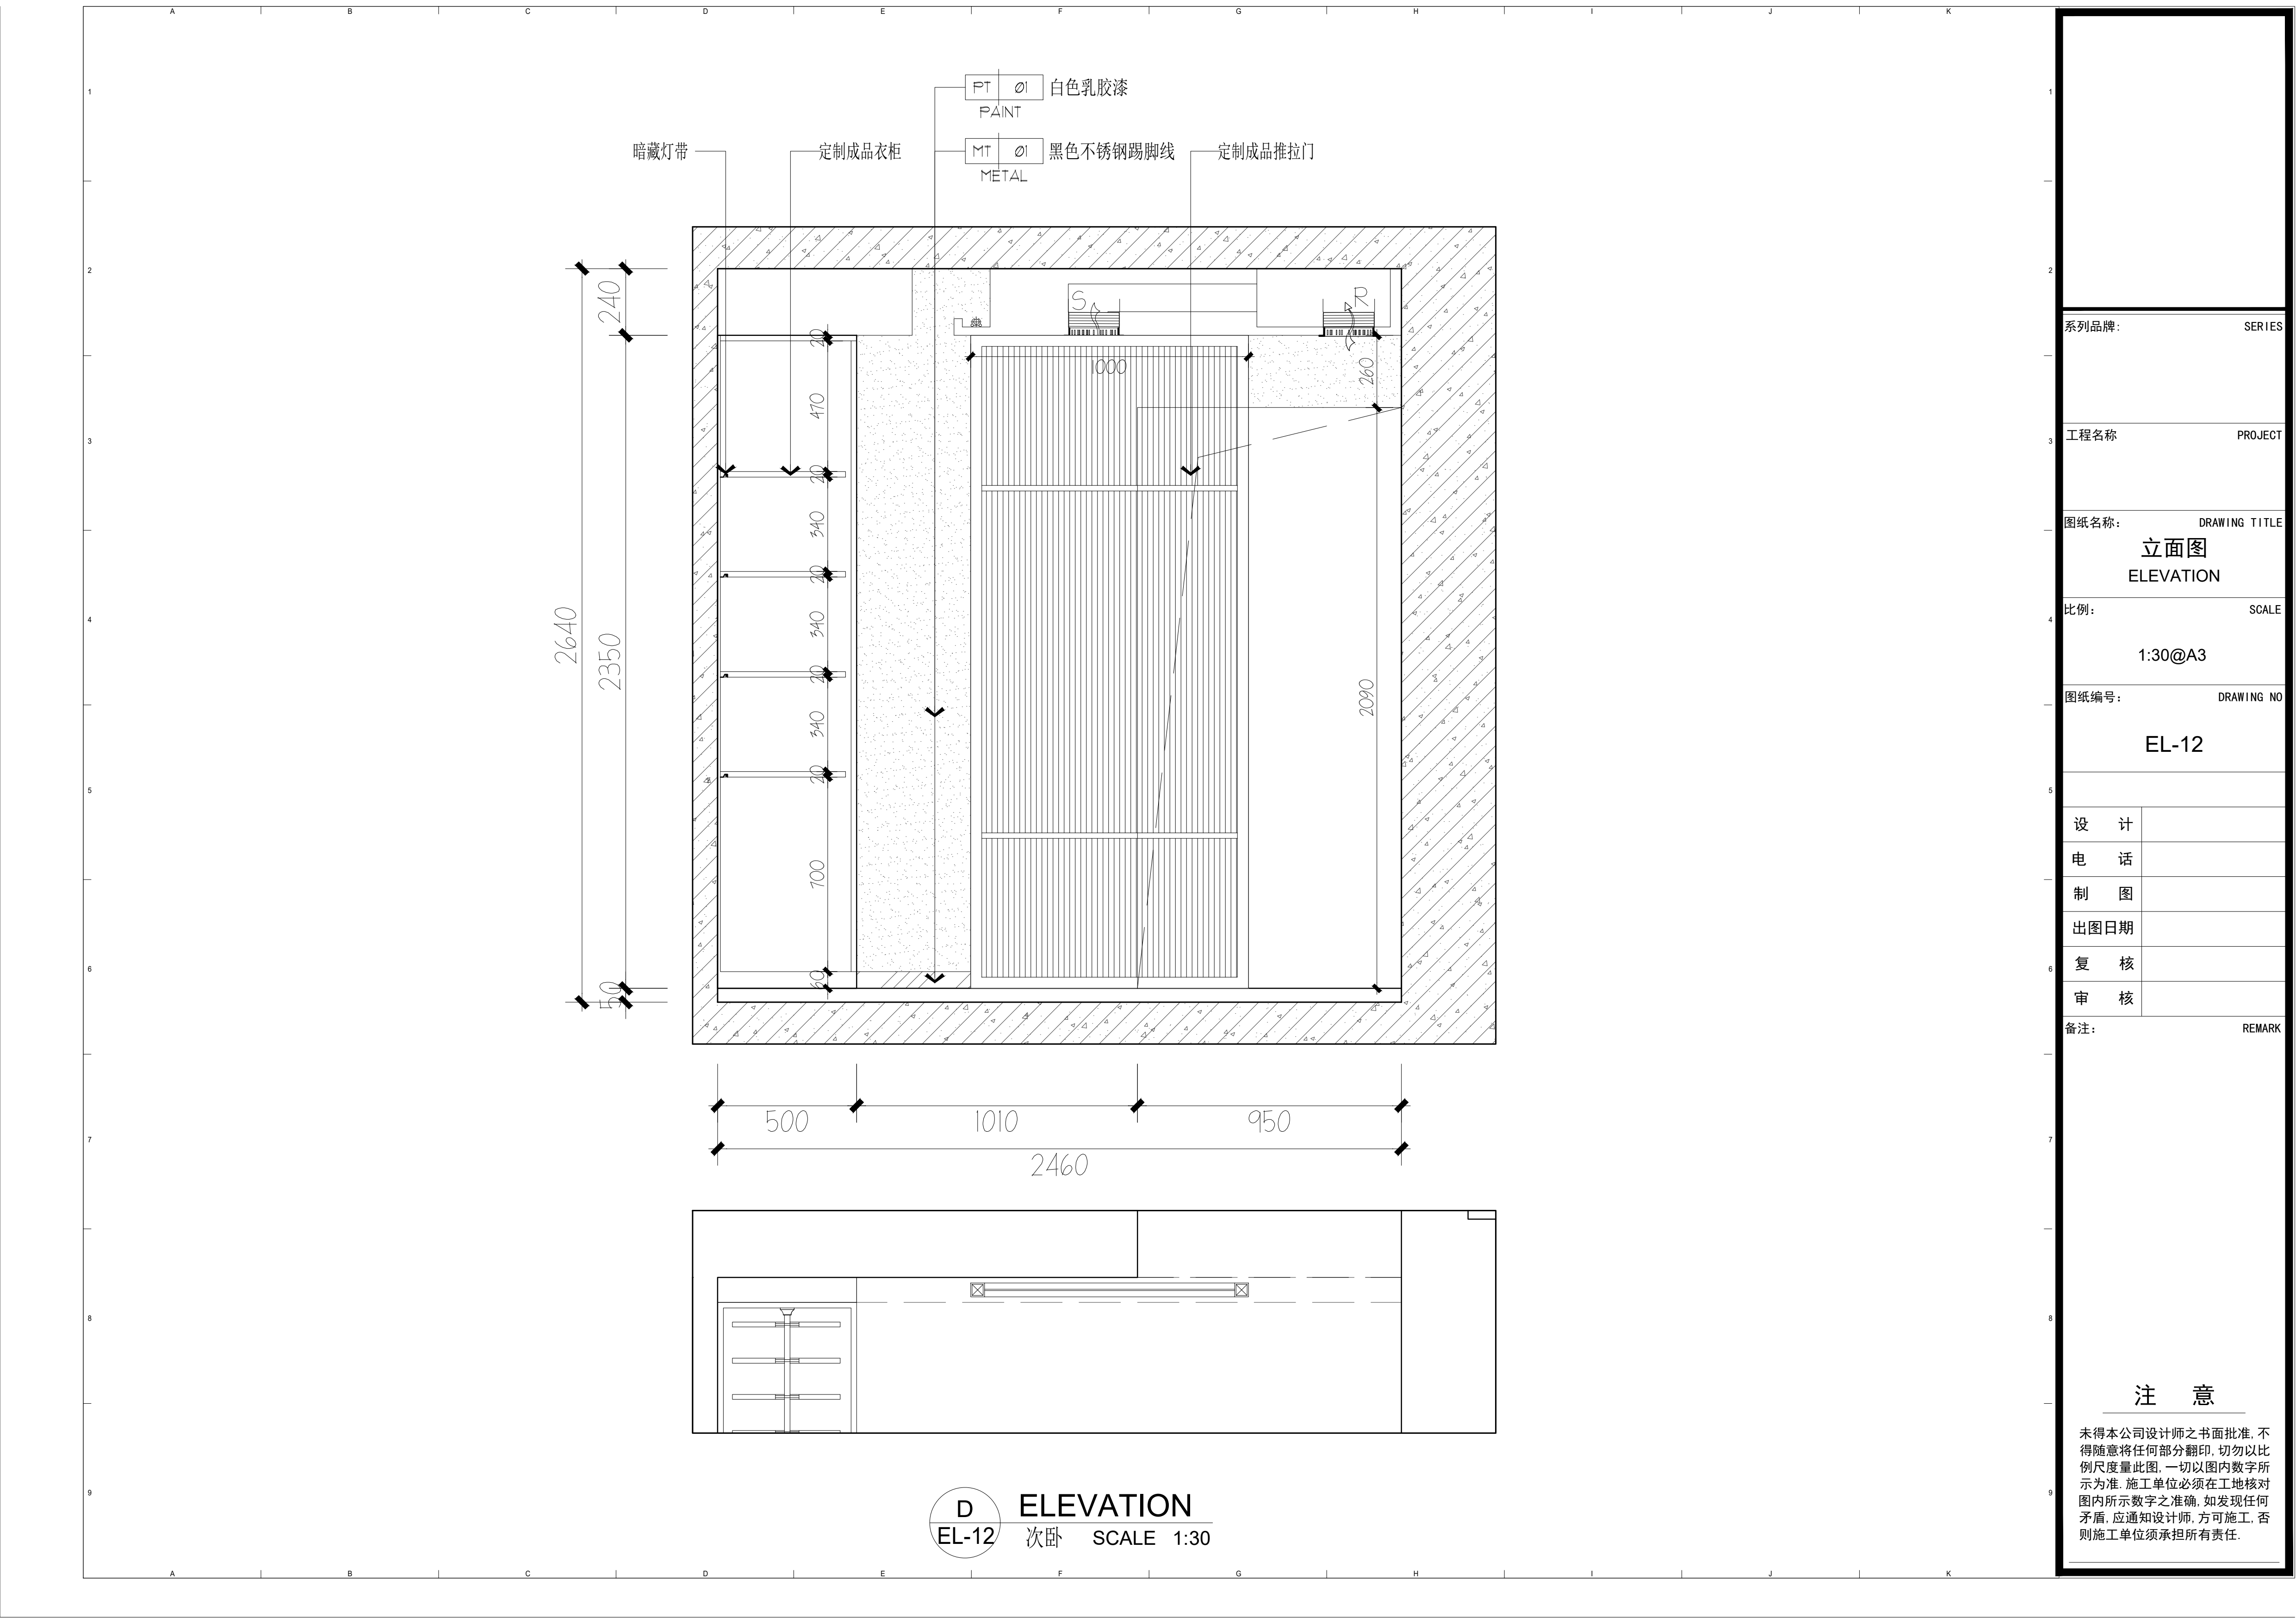 A B C D E F G H I J K
1 1
2 2
3 3
4 4
5 5
6 6
7 7
8 8
9 9
PT 01 白色乳胶漆
PAINT
暗藏灯带
定制成品衣柜
MT 01 黑色不锈钢踢脚线
METAL
定制成品推拉门
S
R
240
2640
2350
50
20
470
20
340
20
340
20
340
20
700
60
1000
260
2090
500
1010
950
2460
D
EL-12
ELEVATION
次卧 SCALE 1:30
A B C D E F G H I J K
系列品牌: SERIES
工程名称 PROJECT
图纸名称: DRAWING TITLE
立面图
ELEVATION
比例: SCALE
1:30@A3
图纸编号: DRAWING NO
EL-12
设 计
电 话
制 图
出图日期
复 核
审 核
备注: REMARK
注 意
未得本公司设计师之书面批准,不
得随意将任何部分翻印,切勿以比
例尺度量此图,一切以图内数字所
示为准.施工单位必须在工地核对
图内所示数字之准确,如发现任何
矛盾,应通知设计师,方可施工,否
则施工单位须承担所有责任.